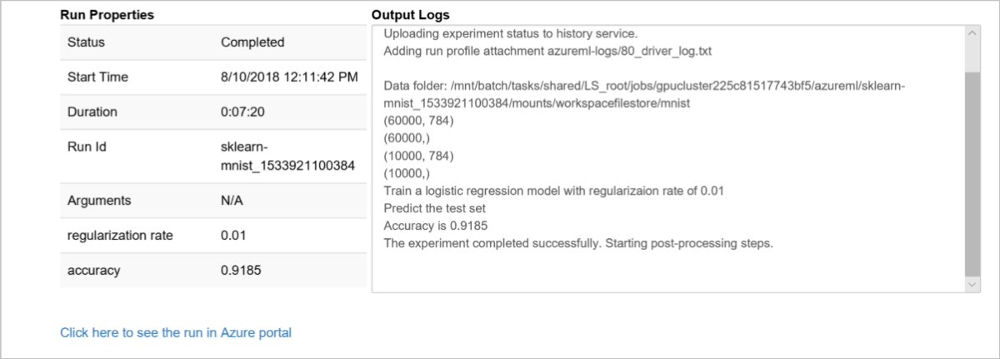 Run Properties
Status Completed
Start Time 8/10/2018 12:11:42 PM
Duration 0:07:20
Run Id sklearn-
mnist_1533921100384
Arguments N/A
regularization rate 0.01
accuracy 0.9185
Output Logs
Uploading experiment status to history service.
Adding run profile attachment azureml-logs/80_driver_log.txt
Data folder: /mnt/batch/tasks/shared/LS_root/jobs/gpucluster225c81517743bf5/azureml/sklearn-
mnist_1533921100384/mounts/workspacefilestore/mnist
(60000, 784)
(60000,)
(10000, 784)
(10000,)
Train a logistic regression model with regularizaion rate of 0.01
Predict the test set
Accuracy is 0.9185
The experiment completed successfully. Starting post-processing steps.
Click here to see the run in Azure portal